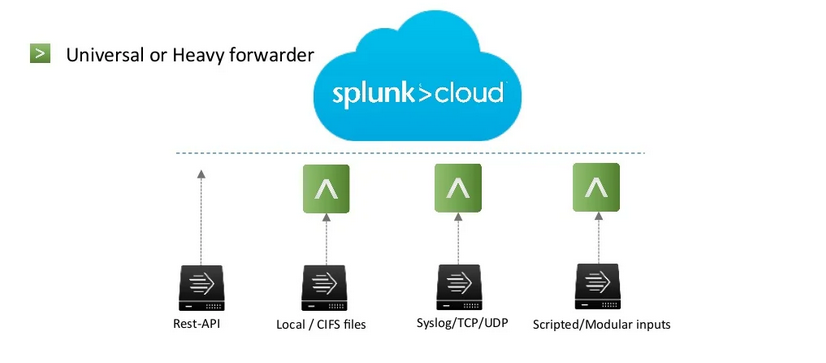 > Universal or Heavy forwarder
splunk>cloud
Rest-API
Local / CIFS files
Syslog/TCP/UDP
Scripted/Modular inputs